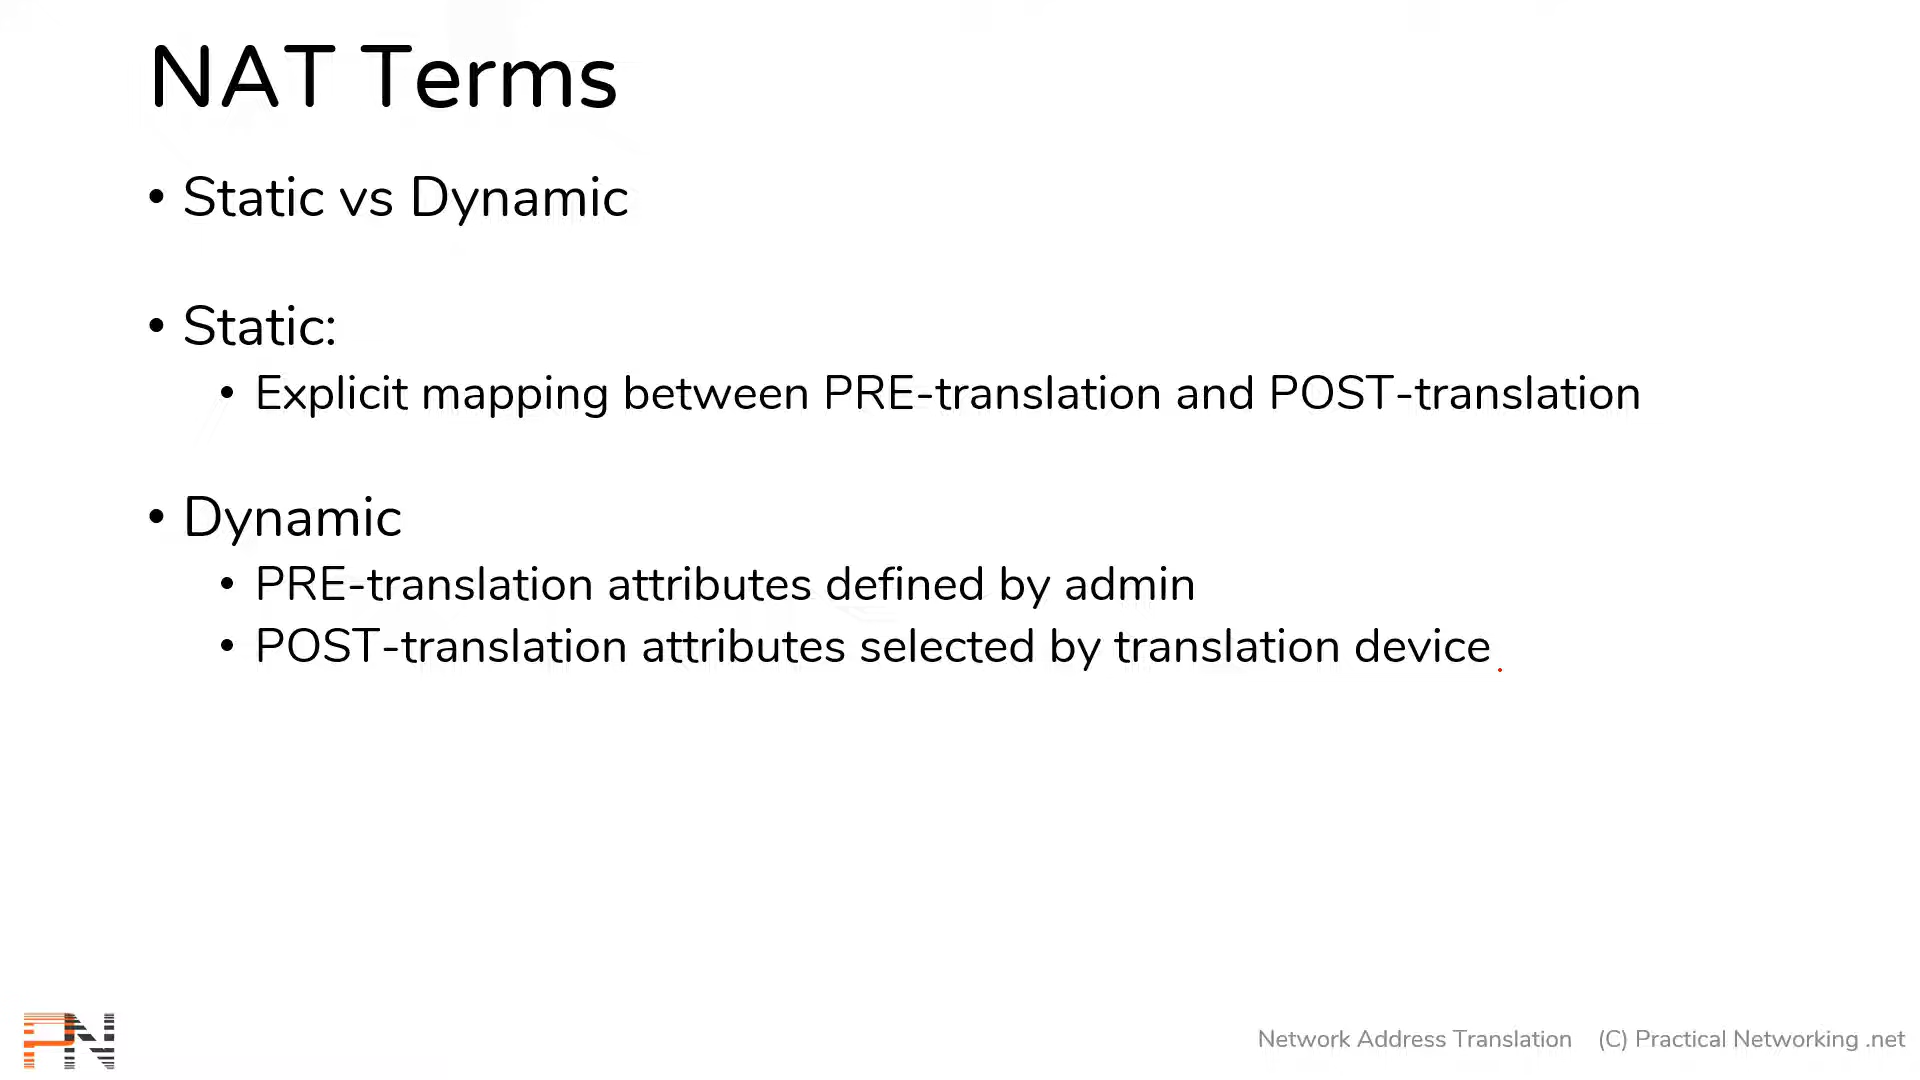 NAT Terms
• Static vs Dynamic
• Static:
• Explicit mapping between PRE-translation and POST-translation
• Dynamic
• PRE-translation attributes defined by admin
• POST-translation attributes selected by translation device
PN
Network Address Translation (C) Practical Networking .net